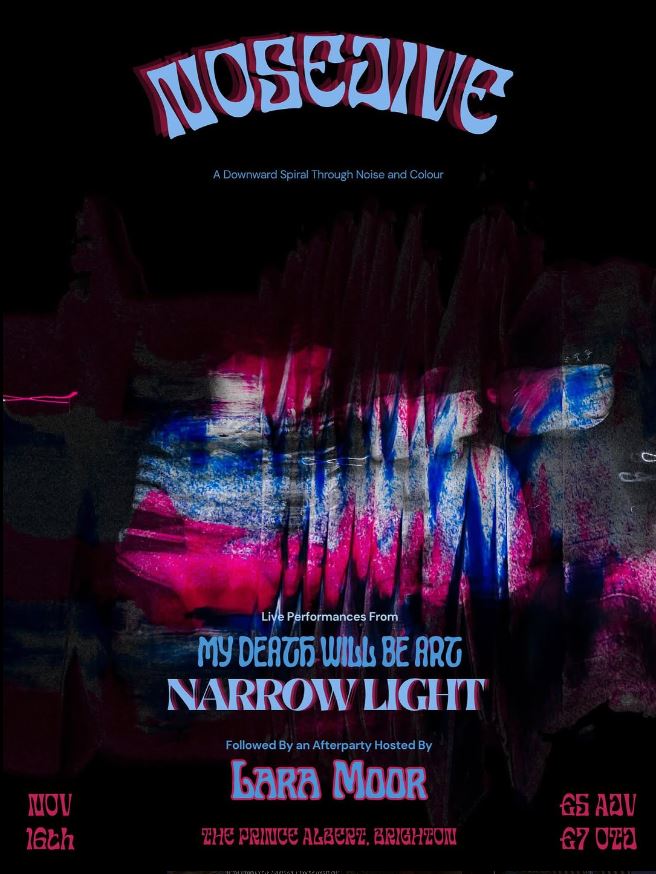 NOSEDIVE
A Downward Spiral Through Noise and Colour
Live Performances From
MY DEATH WILL BE ART
NARROW LIGHT
Followed By an Afterparty Hosted By
LARA MOOR
NOV
16th
THE PRINCE ALBERT, BRIGHTON
£5 ADV
£7 OTD